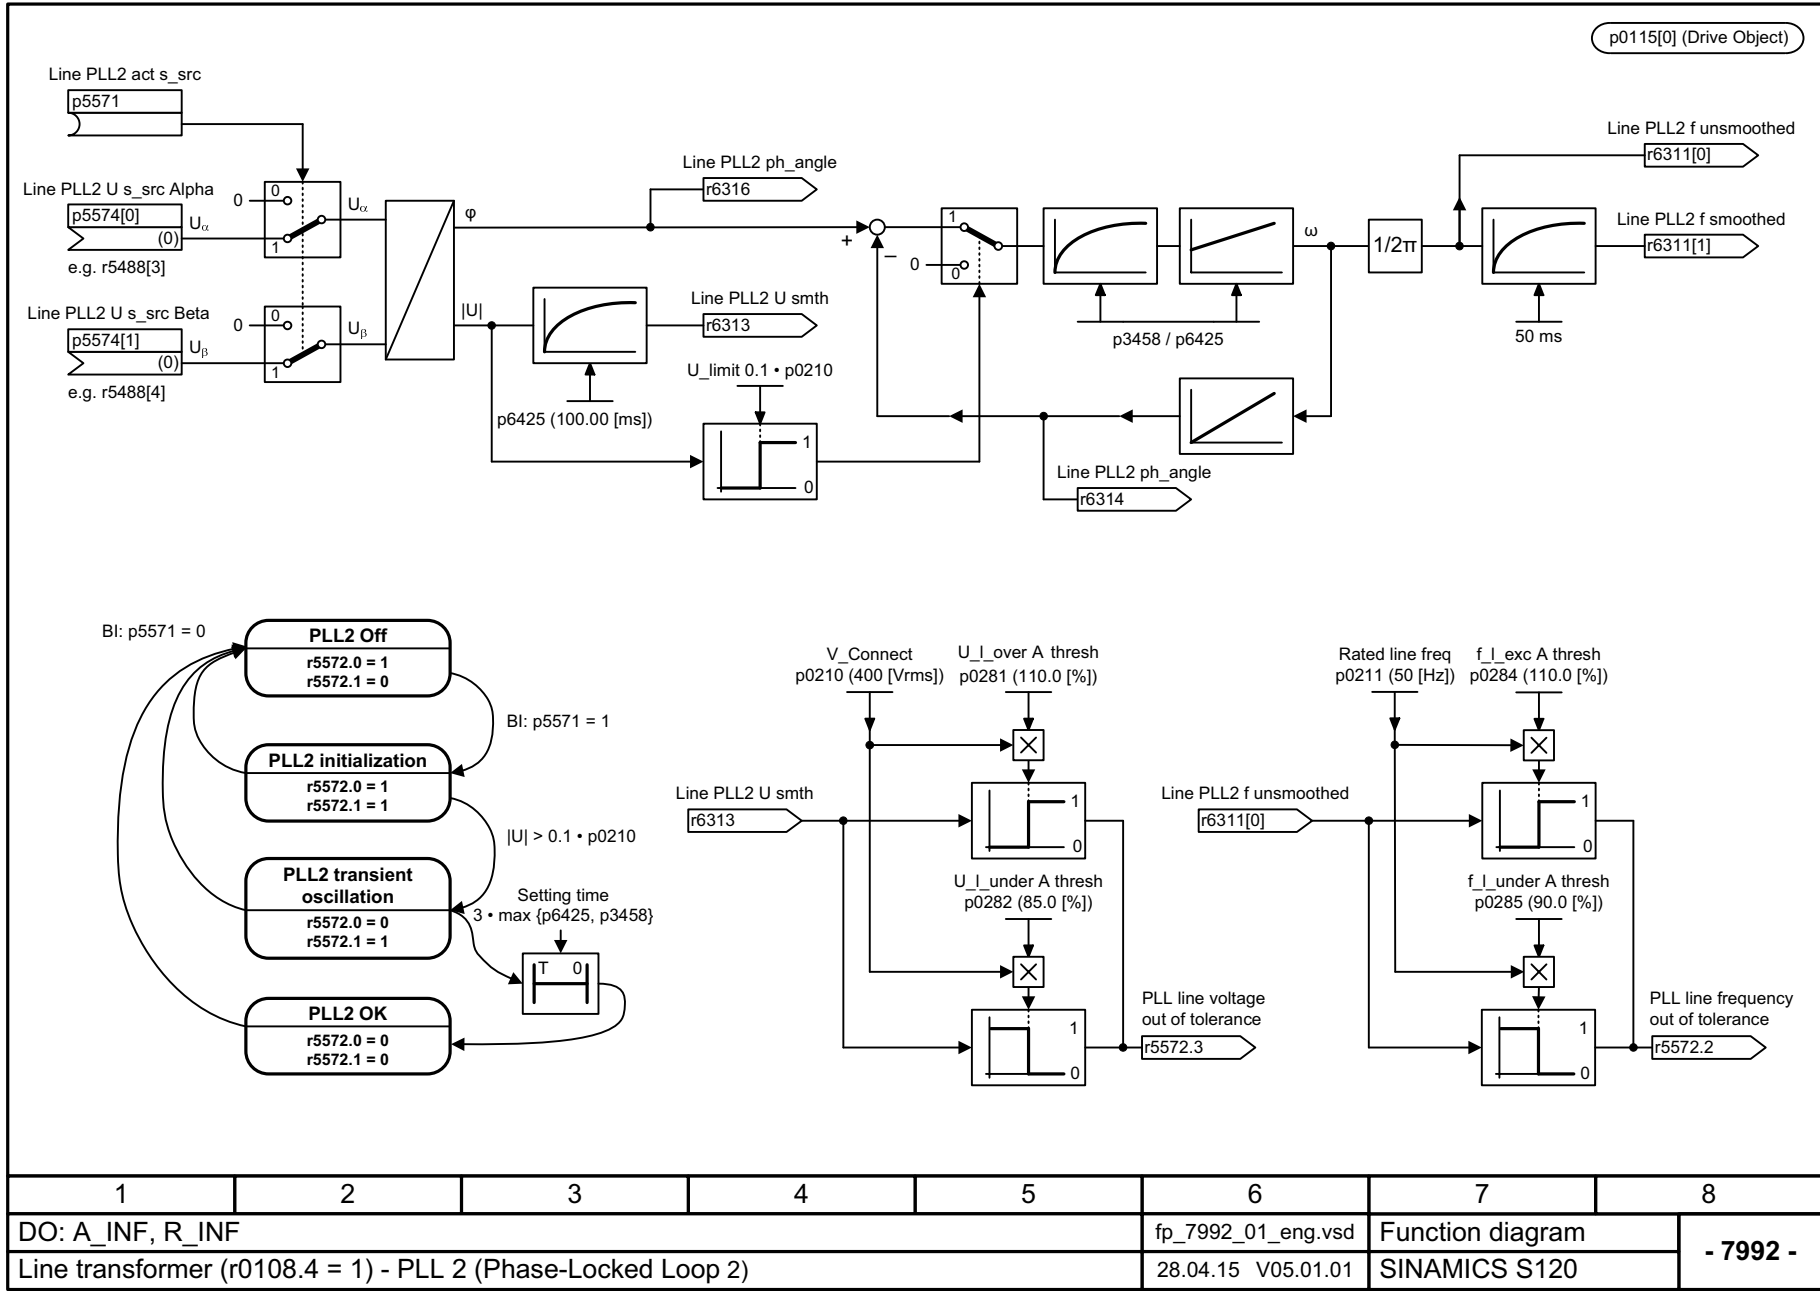 p0115[0] (Drive Object)
Line PLL2 act s_src
p5571
Line PLL2 U s_src Alpha
p5574[0]
(0)
Uα
e.g. r5488[3]
0
0
1
Uα
Line PLL2 U s_src Beta
p5574[1]
(0)
Uβ
e.g. r5488[4]
0
0
1
Uβ
φ
|U|
Line PLL2 ph_angle
r6316
Line PLL2 U smth
r6313
p6425 (100.00 [ms])
U_limit 0.1 • p0210
1
0
+
–
1
0
0
p3458 / p6425
ω
1/2π
Line PLL2 f unsmoothed
r6311[0]
Line PLL2 f smoothed
r6311[1]
50 ms
Line PLL2 ph_angle
r6314
BI: p5571 = 0
PLL2 Off
r5572.0 = 1
r5572.1 = 0
BI: p5571 = 1
PLL2 initialization
r5572.0 = 1
r5572.1 = 1
|U| > 0.1 • p0210
PLL2 transient
oscillation
r5572.0 = 0
r5572.1 = 1
Setting time
3 • max {p6425, p3458}
T 0
PLL2 OK
r5572.0 = 0
r5572.1 = 0
V_Connect
p0210 (400 [Vrms])
U_l_over A thresh
p0281 (110.0 [%])
Line PLL2 U smth
r6313
1
0
U_l_under A thresh
p0282 (85.0 [%])
1
0
PLL line voltage
out of tolerance
r5572.3
Rated line freq
p0211 (50 [Hz])
f_l_exc A thresh
p0284 (110.0 [%])
Line PLL2 f unsmoothed
r6311[0]
1
0
f_l_under A thresh
p0285 (90.0 [%])
1
0
PLL line frequency
out of tolerance
r5572.2
1 2 3 4 5 6 7 8
DO: A_INF, R_INF
fp_7992_01_eng.vsd
Function diagram
- 7992 -
Line transformer (r0108.4 = 1) - PLL 2 (Phase-Locked Loop 2)
28.04.15 V05.01.01
SINAMICS S120